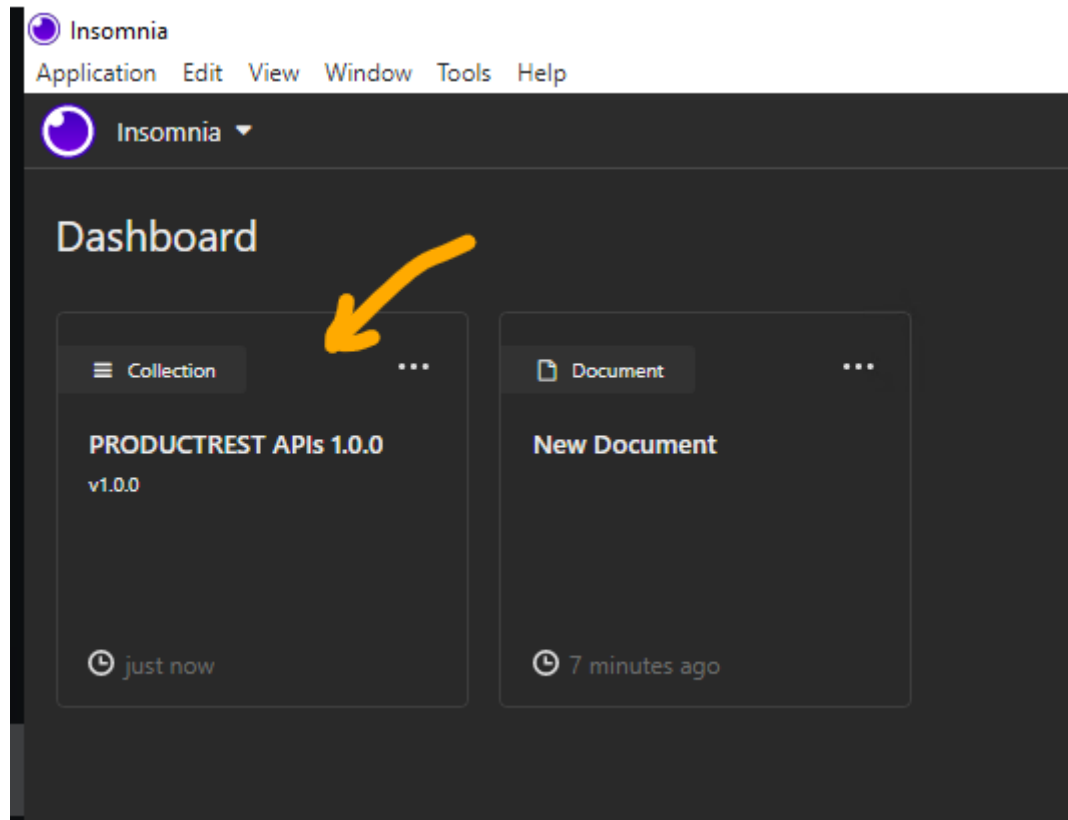 Insomnia
Application Edit View Window Tools Help
Insomnia
Dashboard
Collection
PRODUCTREST APIs 1.0.0
v1.0.0
just now
Document
New Document
7 minutes ago